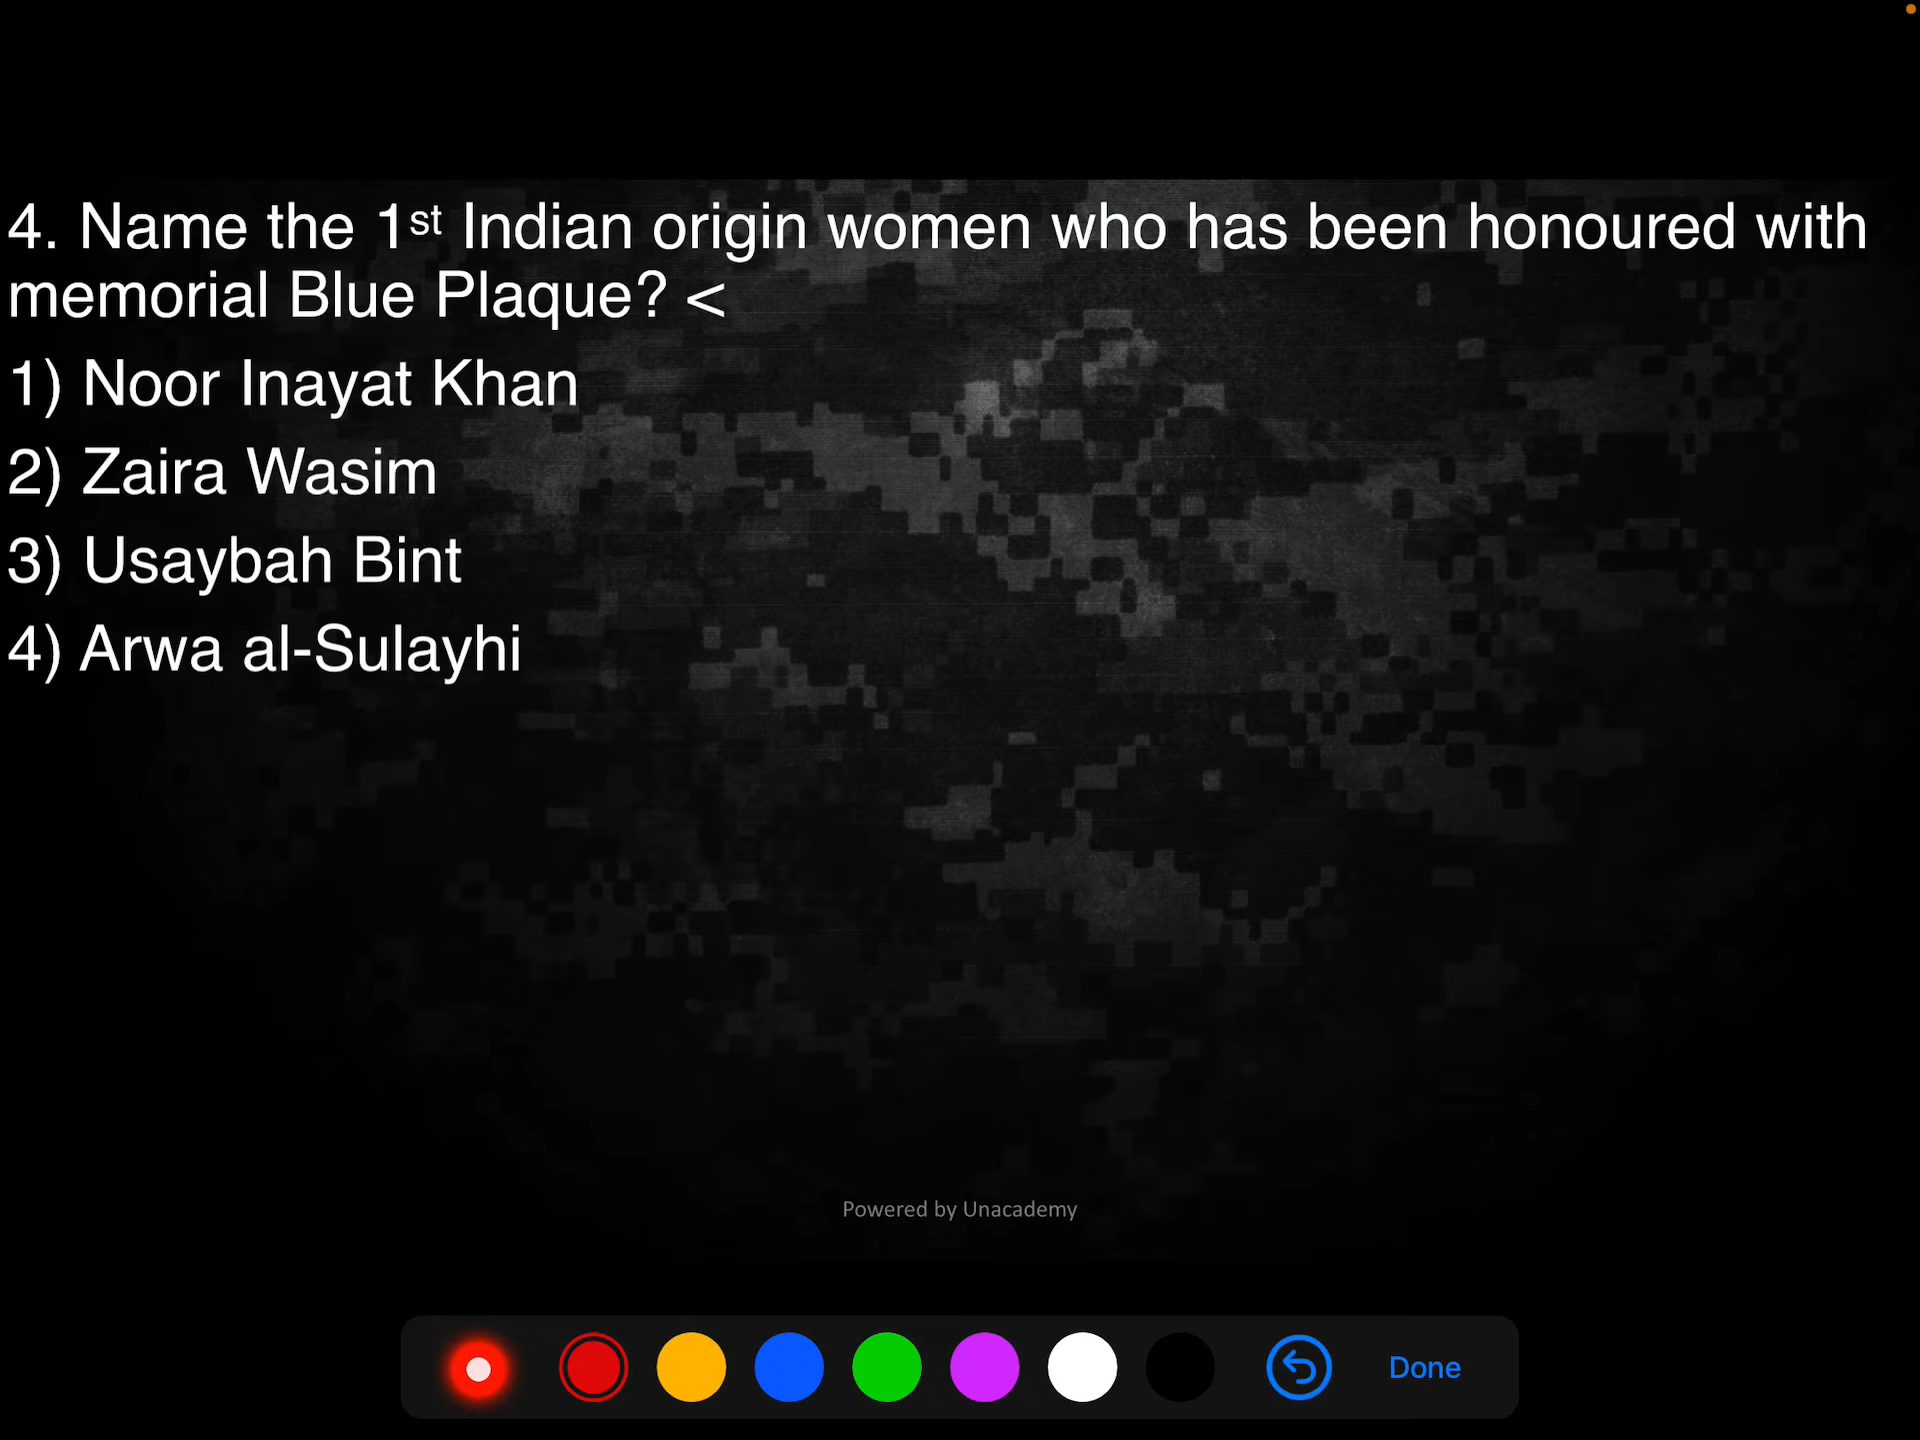 4. Name the 1st Indian origin women who has been honoured with
memorial Blue Plaque? <
1) Noor Inayat Khan
2) Zaira Wasim
3) Usaybah Bint
4) Arwa al-Sulayhi
Powered by Unacademy
Done